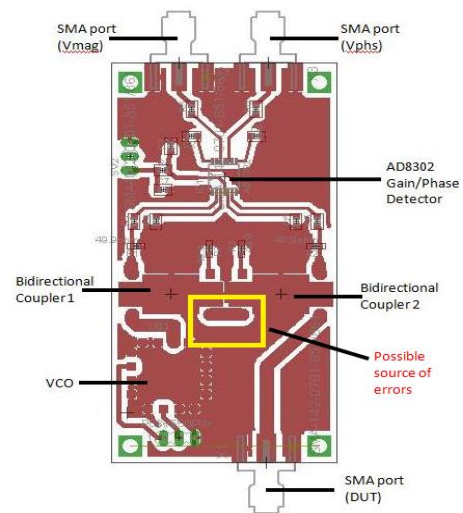 SMA port
(Vmag)
SMA port
(Vphs)
AD8302
Gain/Phase
Detector
Bidirectional
Coupler 1
Bidirectional
Coupler 2
Possible
source of
errors
VCO
SMA port
(DUT)